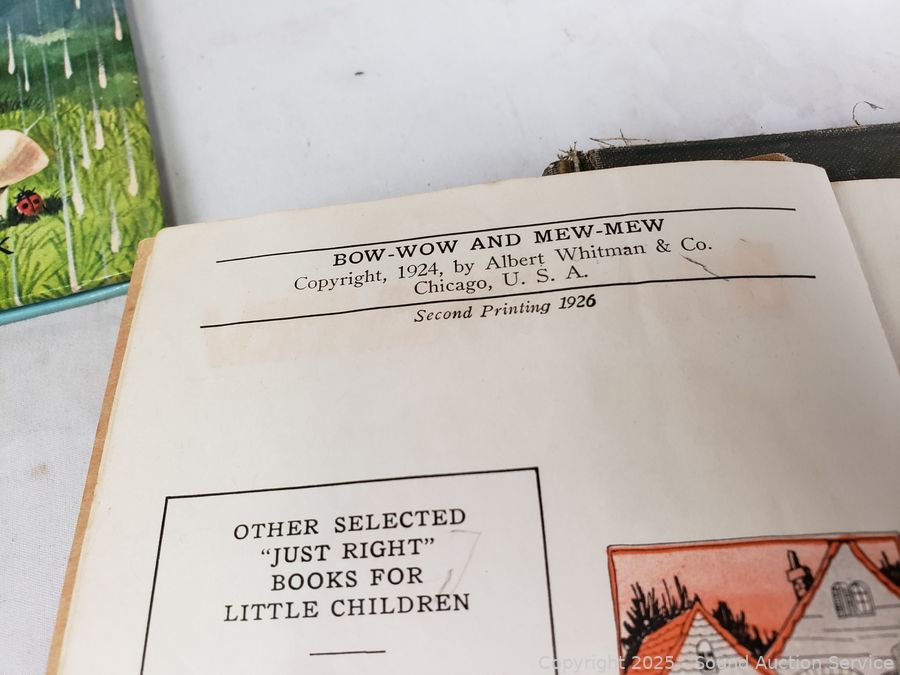 BOW-WOW AND MEW-MEW
Copyright, 1924, by Albert Whitman & Co.
Chicago, U. S. A.
Second Printing 1926
OTHER SELECTED
“JUST RIGHT”
BOOKS FOR
LITTLE CHILDREN
K
Copyright 2025 - Sound Auction Service